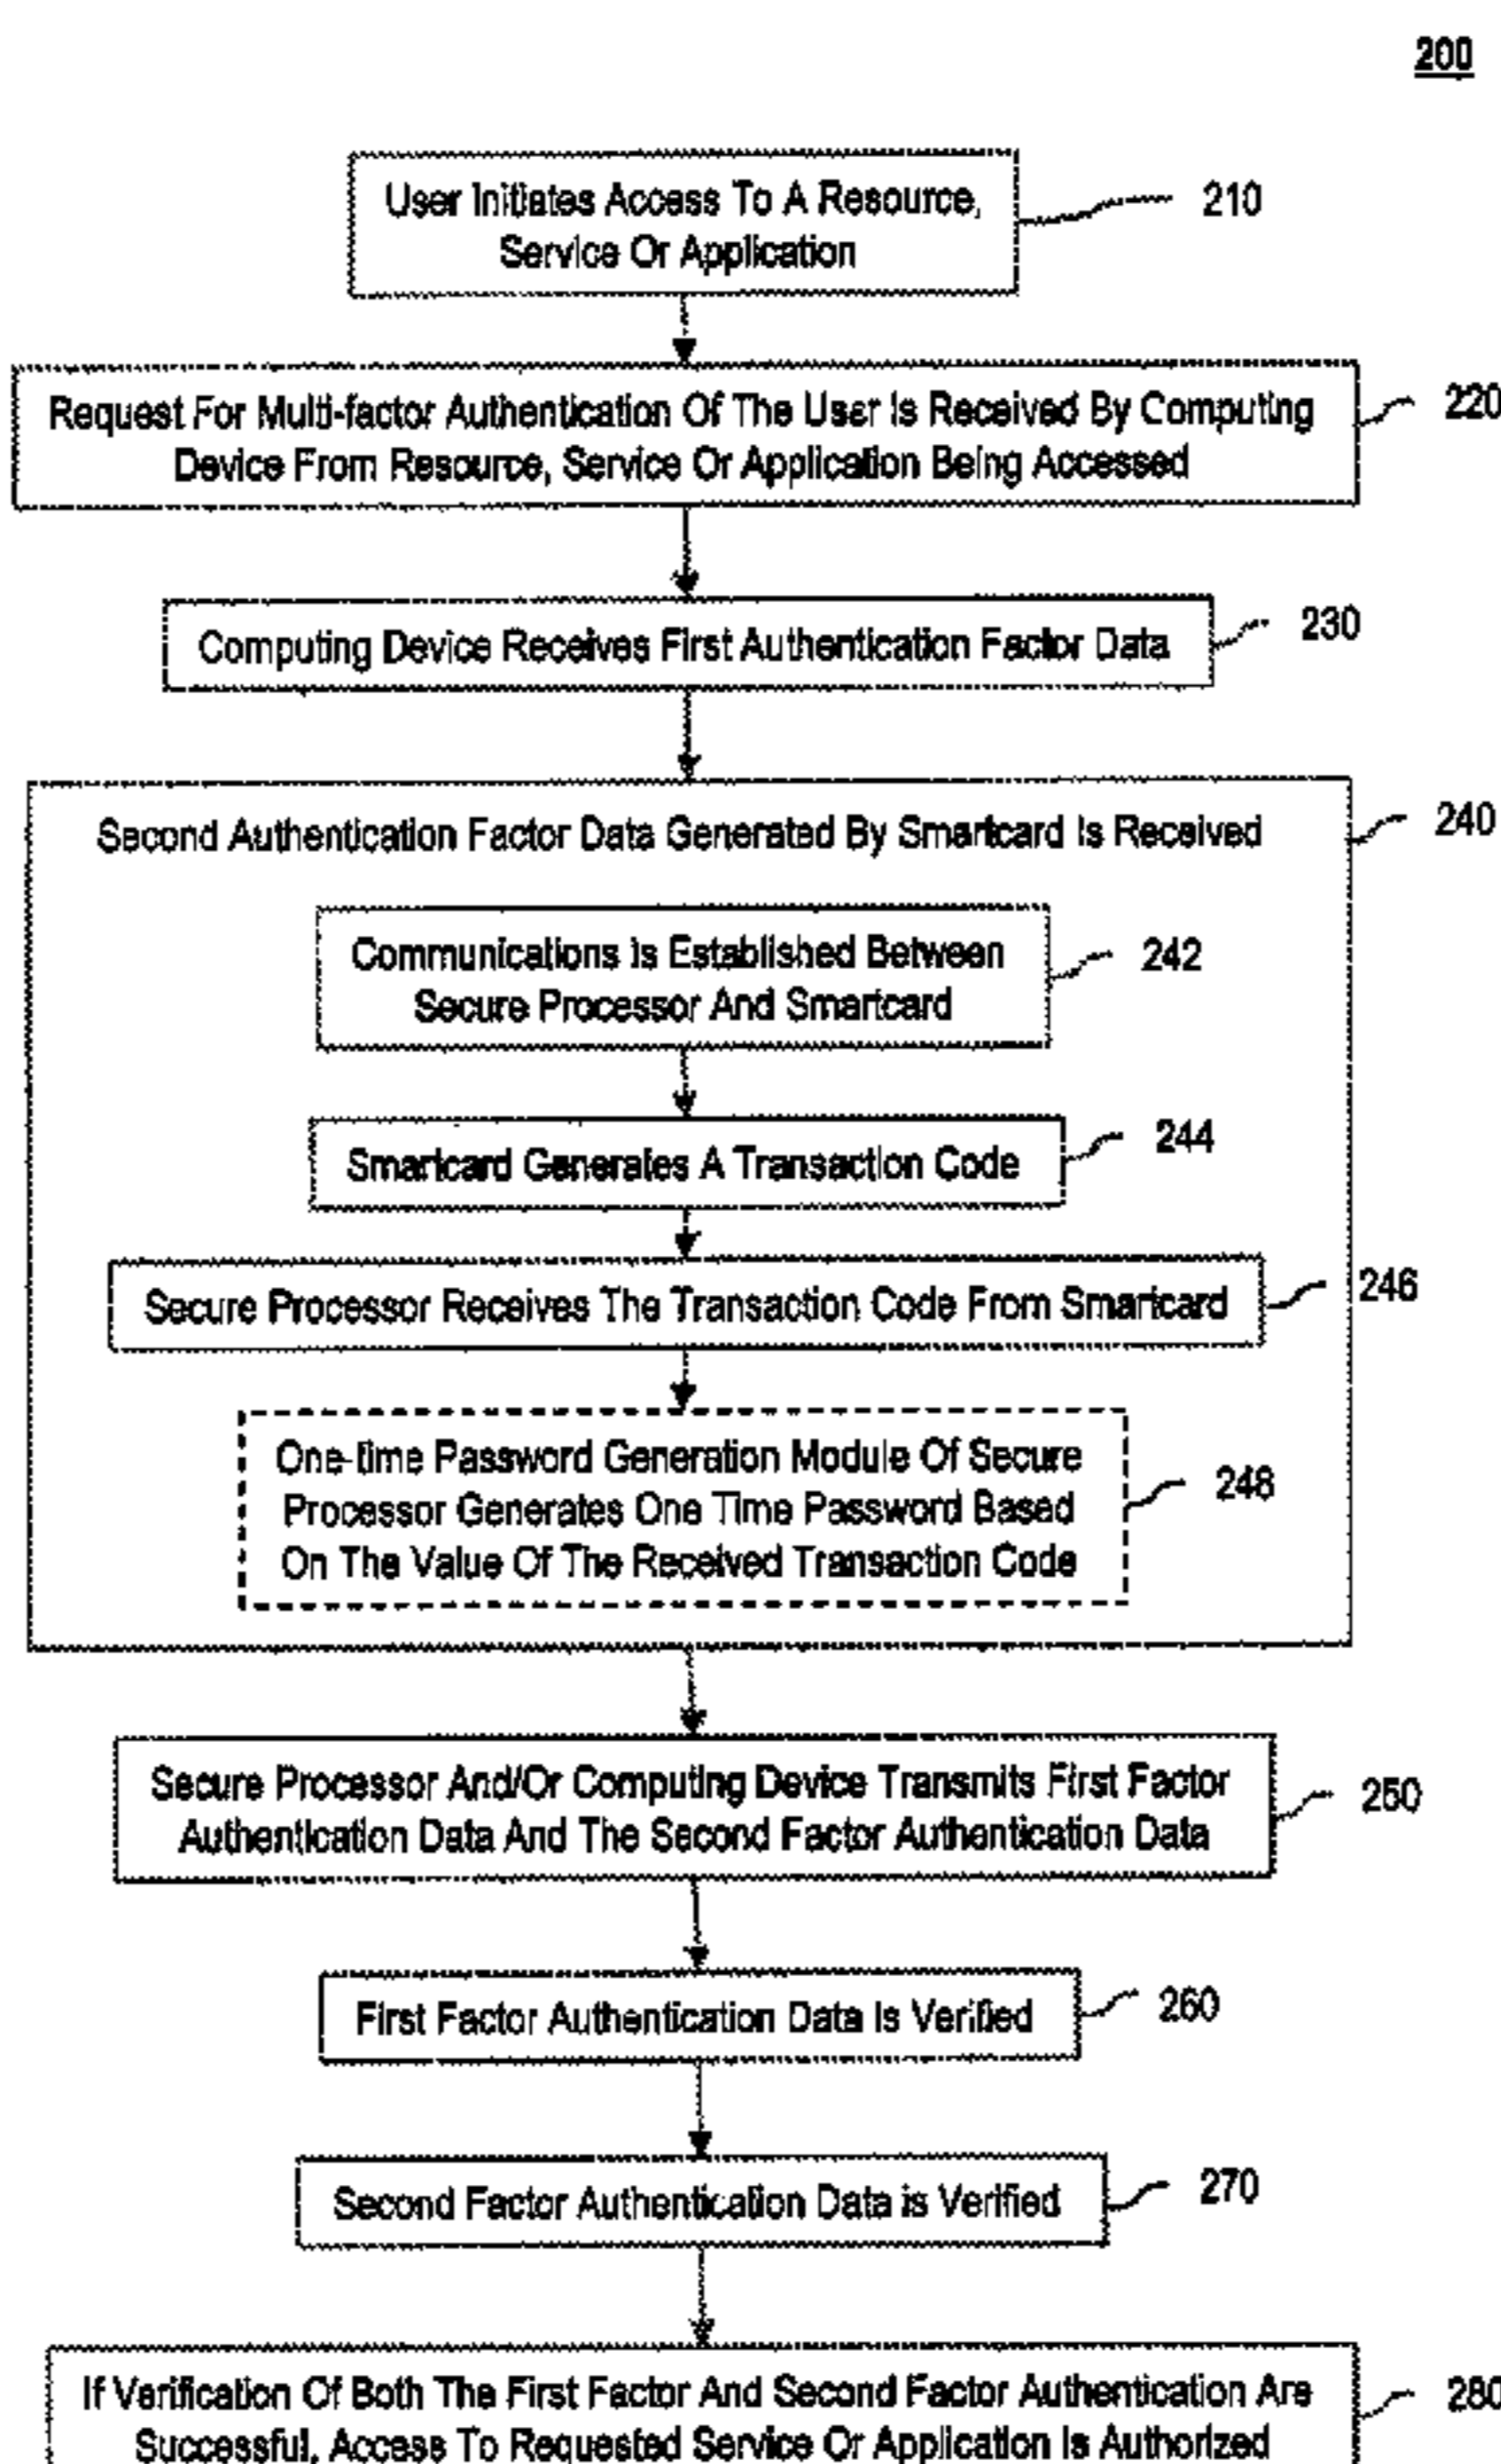 200
User Initiates Access To A Resource,
Service Or Application
210
Request For Multi-factor Authentication Of The User Is Received By Computing
Device From Resource, Service Or Application Being Accessed
220
Computing Device Receives First Authentication Factor Data
230
Second Authentication Factor Data Generated By Smartcard Is Received
240
Communications Is Established Between
Secure Processor And Smartcard
242
Smartcard Generates A Transaction Code
244
Secure Processor Receives The Transaction Code From Smartcard
246
One-time Password Generation Module Of Secure
Processor Generates One Time Password Based
On The Value Of The Received Transaction Code
248
Secure Processor And/Or Computing Device Transmits First Factor
Authentication Data And The Second Factor Authentication Data
250
First Factor Authentication Data Is Verified
260
Second Factor Authentication Data is Verified
270
If Verification Of Both The First Factor And Second Factor Authentication Are
Successful, Access To Requested Service Or Application Is Authorized
280